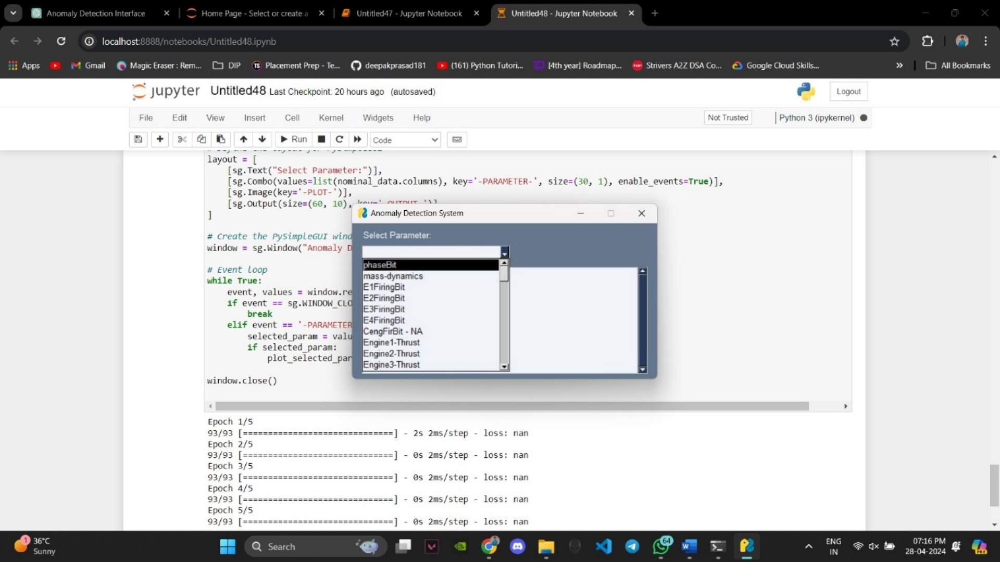 Anomaly Detection Interface
Home Page - Select or create a
Untitled47 - Jupyter Notebook
Untitled48 - Jupyter Notebook
localhost:8888/notebooks/Untitled48.ipynb
Apps
Gmail
Magic Eraser : Rem...
DIP
TS
Placement Prep - Te...
deepakprasad181
(161) Python Tutori...
[4th year] Roadmap...
TUF
Strivers A2Z DSA Co...
Google Cloud Skills...
All Bookmarks
jupyter Untitled48 Last Checkpoint: 20 hours ago (autosaved)
Logout
File Edit View Insert Cell Kernel Widgets Help
Not Trusted
Python 3 (ipykernel)
Run
Code
layout = [
[sg.Text("Select Parameter:")],
[sg.Combo(values=list(nominal_data.columns), key='-PARAMETER-', size=(30, 1), enable_events=True)],
[sg.Image(key='-PLOT-')],
[sg.Output(size=(60, 10), key='-OUTPUT-')]
]
# Create the PySimpleGUI wind
window = sg.Window("Anomaly D
# Event loop
while True:
event, values = window.re
if event == sg.WINDOW_CLO
break
elif event == '-PARAMETER
selected_param = valu
if selected_param:
plot_selected_par
window.close()
Anomaly Detection System
Select Parameter:
phaseBit
mass-dynamics
E1FiringBit
E2FiringBit
E3FiringBit
E4FiringBit
CengFirBit - NA
Engine1-Thrust
Engine2-Thrust
Engine3-Thrust
Epoch 1/5
93/93 [==============================] - 2s 2ms/step - loss: nan
Epoch 2/5
93/93 [==============================] - 0s 2ms/step - loss: nan
Epoch 3/5
93/93 [==============================] - 0s 2ms/step - loss: nan
Epoch 4/5
93/93 [==============================] - 0s 2ms/step - loss: nan
Epoch 5/5
93/93 [==============================] - 0s 2ms/step - loss: nan
1
36°C
Sunny
Search
64
ENG
IN
07:16 PM
28-04-2024
PRE